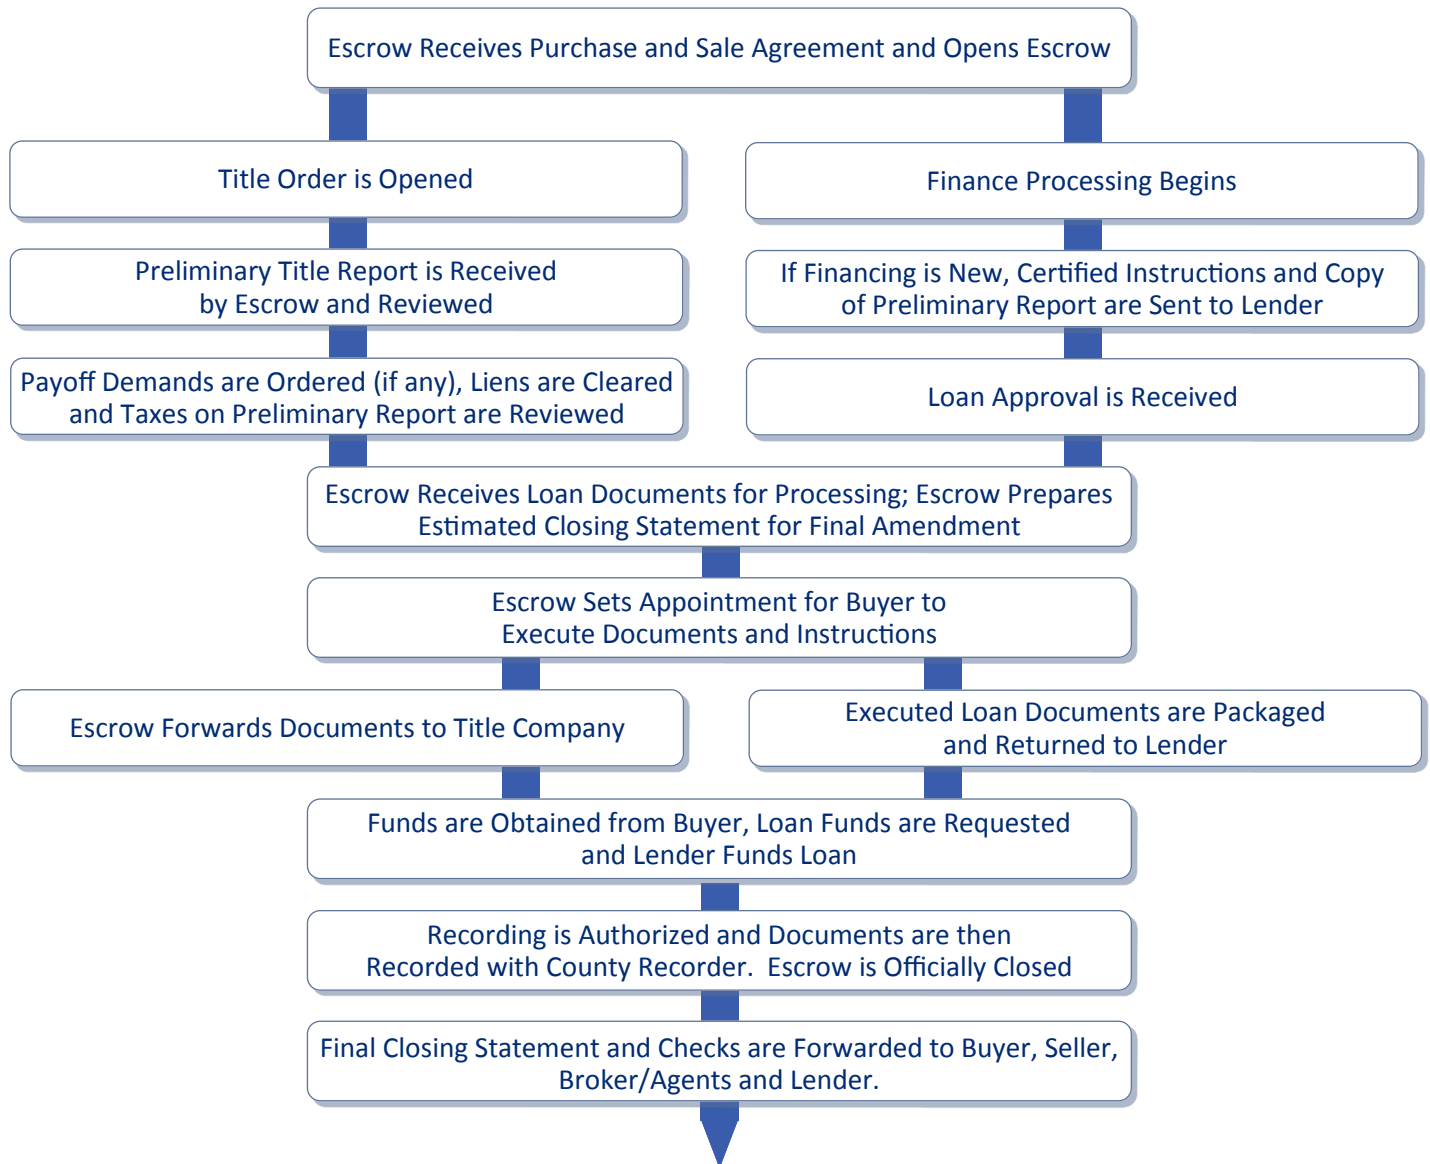 Escrow Receives Purchase and Sale Agreement and Opens Escrow
Title Order is Opened
Finance Processing Begins
Preliminary Title Report is Received
by Escrow and Reviewed
If Financing is New, Certified Instructions and Copy
of Preliminary Report are Sent to Lender
Payoff Demands are Ordered (if any), Liens are Cleared
and Taxes on Preliminary Report are Reviewed
Loan Approval is Received
Escrow Receives Loan Documents for Processing; Escrow Prepares
Estimated Closing Statement for Final Amendment
Escrow Sets Appointment for Buyer to
Execute Documents and Instructions
Escrow Forwards Documents to Title Company
Executed Loan Documents are Packaged
and Returned to Lender
Funds are Obtained from Buyer, Loan Funds are Requested
and Lender Funds Loan
Recording is Authorized and Documents are then
Recorded with County Recorder.  Escrow is Officially Closed
Final Closing Statement and Checks are Forwarded to Buyer, Seller,
Broker/Agents and Lender.